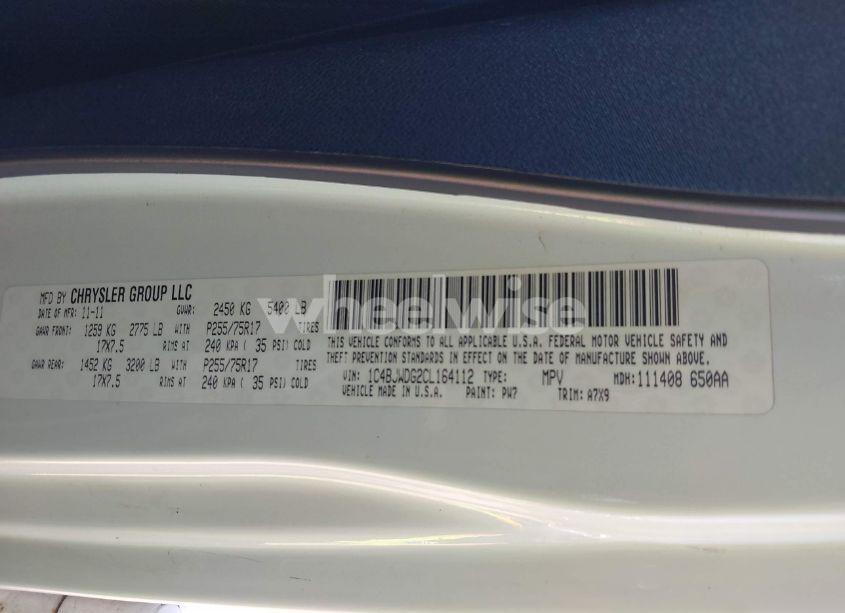 MFD BY CHRYSLER GROUP LLC
DATE OF MFR: 11-11 GVWR: 2450 KG 5400 LB
GAWR FRONT: 1259 KG 2775 LB WITH P255/75R17 TIRES
17X7.5 RIMS AT 240 KPA ( 35 PSI) COLD
GAWR REAR: 1452 KG 3200 LB WITH P255/75R17 TIRES
17X7.5 RIMS AT 240 KPA ( 35 PSI) COLD
THIS VEHICLE CONFORMS TO ALL APPLICABLE U.S.A. FEDERAL MOTOR VEHICLE SAFETY AND
THEFT PREVENTION STANDARDS IN EFFECT ON THE DATE OF MANUFACTURE SHOWN ABOVE.
VIN: 1C4BJWDG2CL164112 TYPE: MPV MDH: 111408 650AA
VEHICLE MADE IN U.S.A. PAINT: PW7 TRIM: A7X9
wheelwise